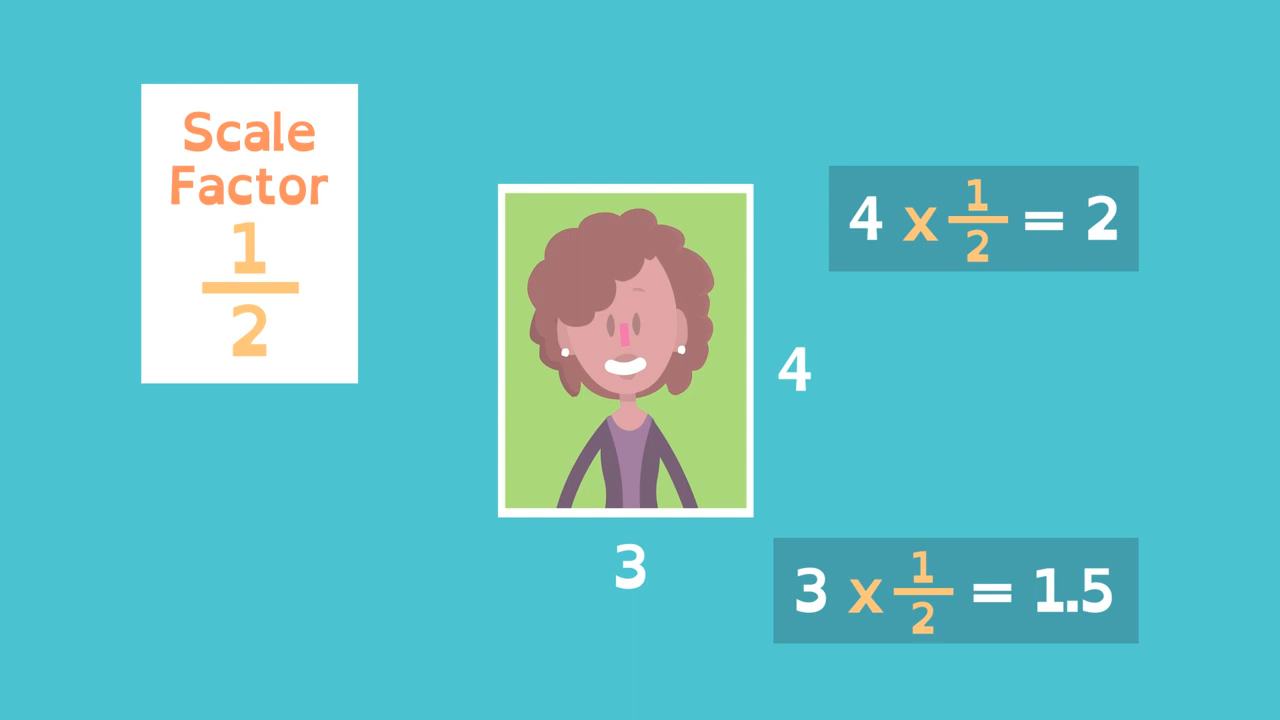 Scale
Factor
1
2
4 x 1/2 = 2
4
3
3 x 1/2 = 1.5